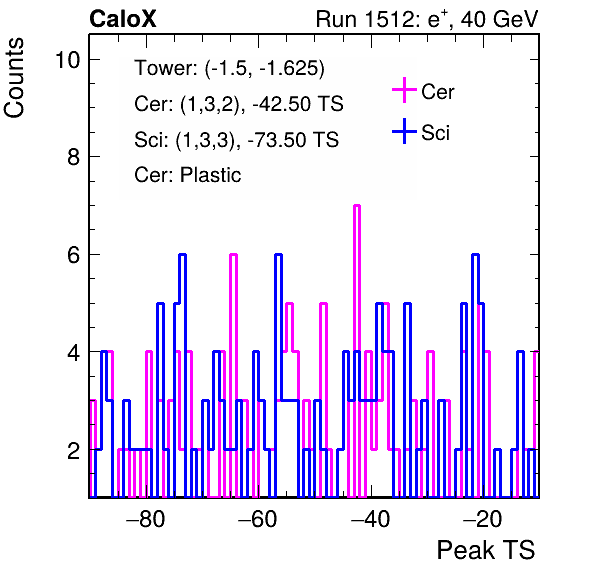 CaloX Run 1512: e⁺, 40 GeV
Counts
Tower: (-1.5, -1.625)
Cer: (1,3,2), -42.50 TS
Sci: (1,3,3), -73.50 TS
Cer: Plastic
Cer
Sci
10
8
6
4
2
−80 −60 −40 −20
Peak TS